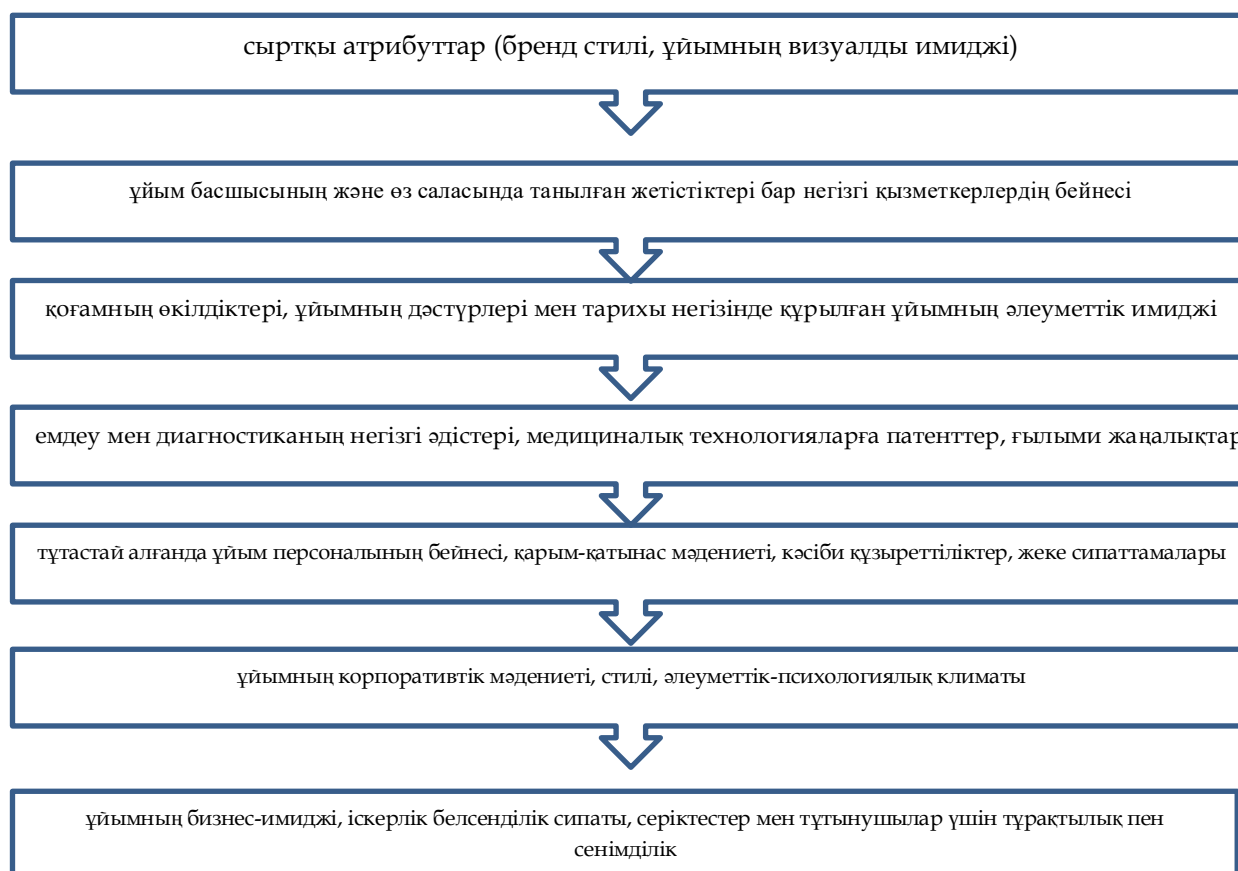 сыртқы атрибуттар (бренд стилі, ұйымның визуалды имиджі)
ұйым басшысының және өз саласында танылған жетістіктері бар негізгі қызметкерлердің бейнесі
қоғамның өкілдіктері, ұйымның дәстүрлері мен тарихы негізінде құрылған ұйымның әлеуметтік имиджі
емдеу мен диагностиканың негізгі әдістері, медициналық технологияларға патенттер, ғылыми жаңалықтар
тұтастай алғанда ұйым персоналының бейнесі, қарым-қатынас мәдениеті, кәсіби құзыреттіліктер, жеке сипаттамалары
ұйымның корпоративтік мәдениеті, стилі, әлеуметтік-психологиялық климаты
ұйымның бизнес-имиджі, іскерлік белсенділік сипаты, серіктестер мен тұтынушылар үшін тұрақтылық пен
сенімділік